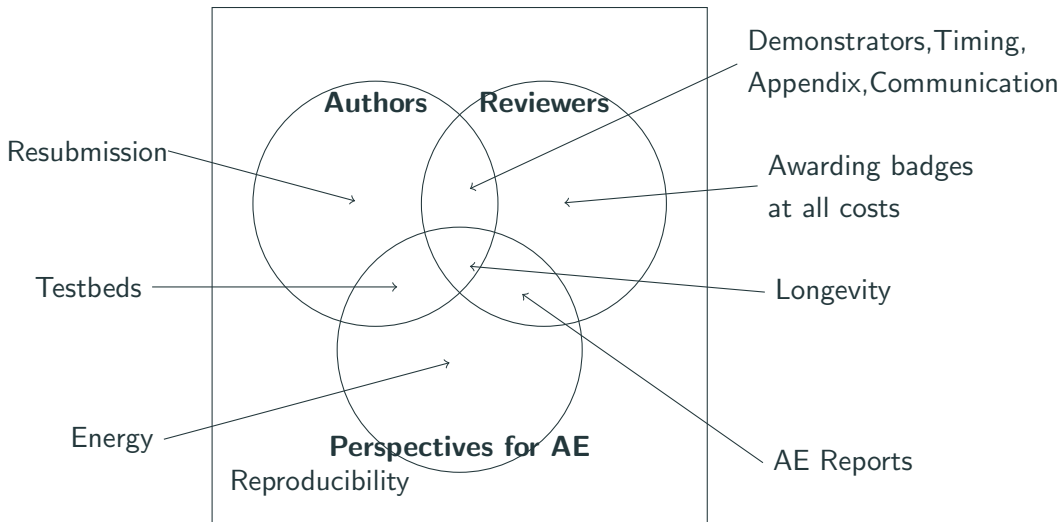 Demonstrators,Timing,
Appendix,Communication
Authors
Reviewers
Resubmission
Awarding badges
at all costs
Testbeds
Longevity
Energy
Perspectives for AE
AE Reports
Reproducibility